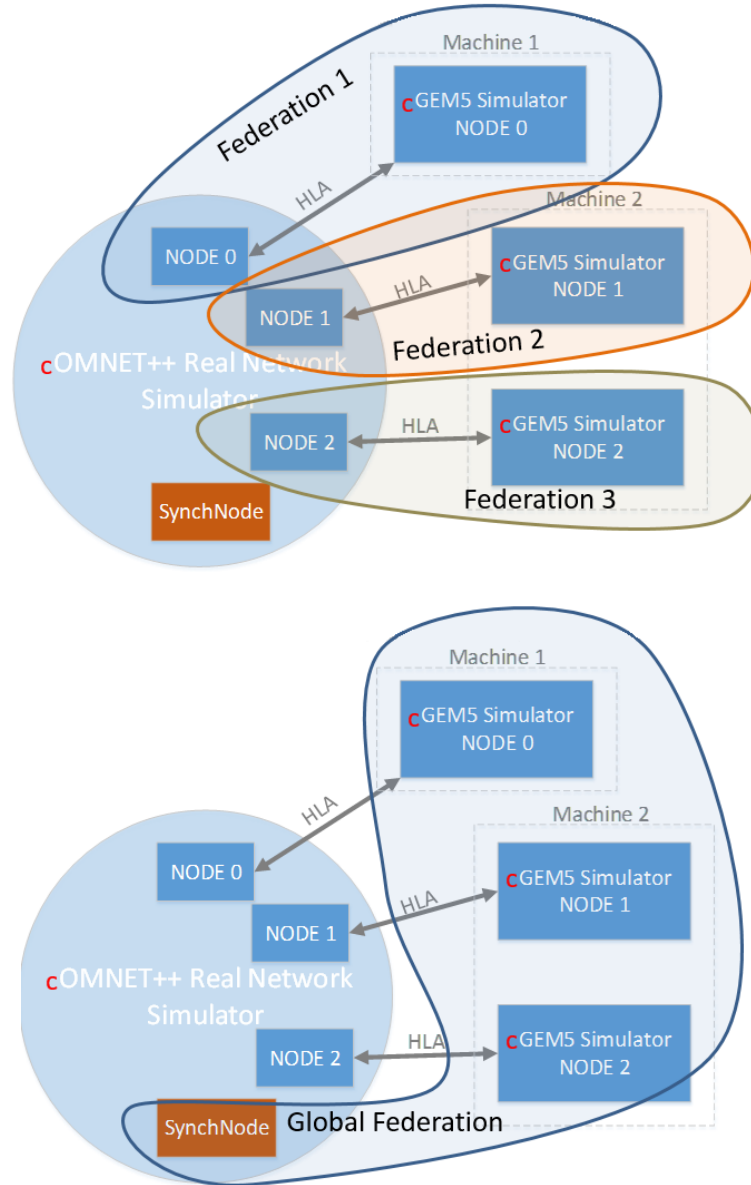 Machine 1
cGEM5 Simulator
NODE 0
Federation 1
HLA
Machine 2
NODE 0
cGEM5 Simulator
NODE 1
HLA
NODE 1
Federation 2
cOMNET++ Real Network
Simulator
cGEM5 Simulator
NODE 2
HLA
NODE 2
Federation 3
SynchNode
Machine 1
cGEM5 Simulator
NODE 0
HLA
Machine 2
NODE 0
cGEM5 Simulator
NODE 1
HLA
NODE 1
cOMNET++ Real Network
Simulator
HLA
NODE 2
cGEM5 Simulator
NODE 2
SynchNode
Global Federation